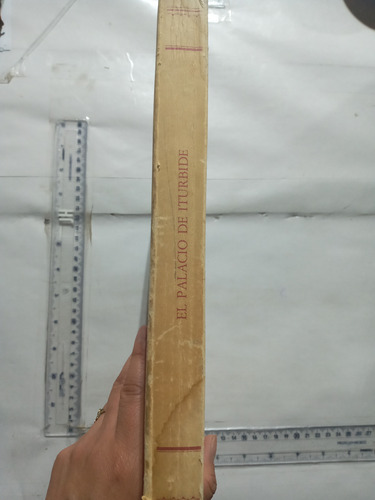 EL PALACIO DE ITURBIDE